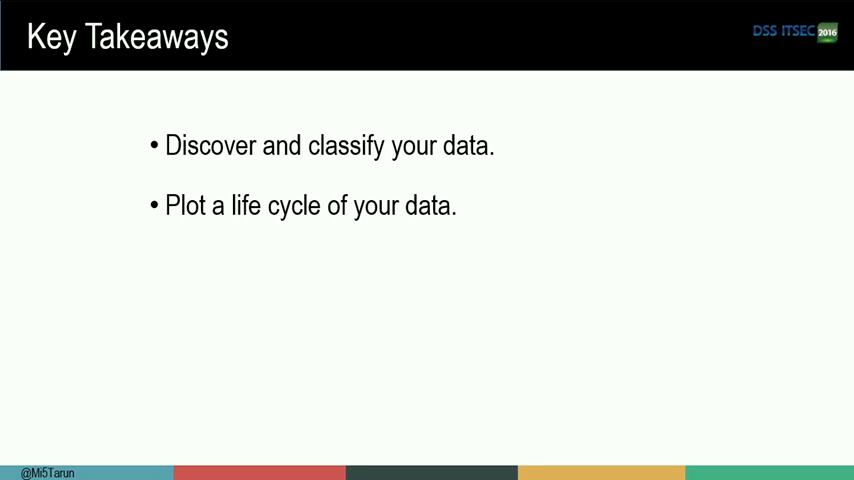 Key Takeaways
DSS ITSEC 2016
• Discover and classify your data.
• Plot a life cycle of your data.
@Mi5Tarun